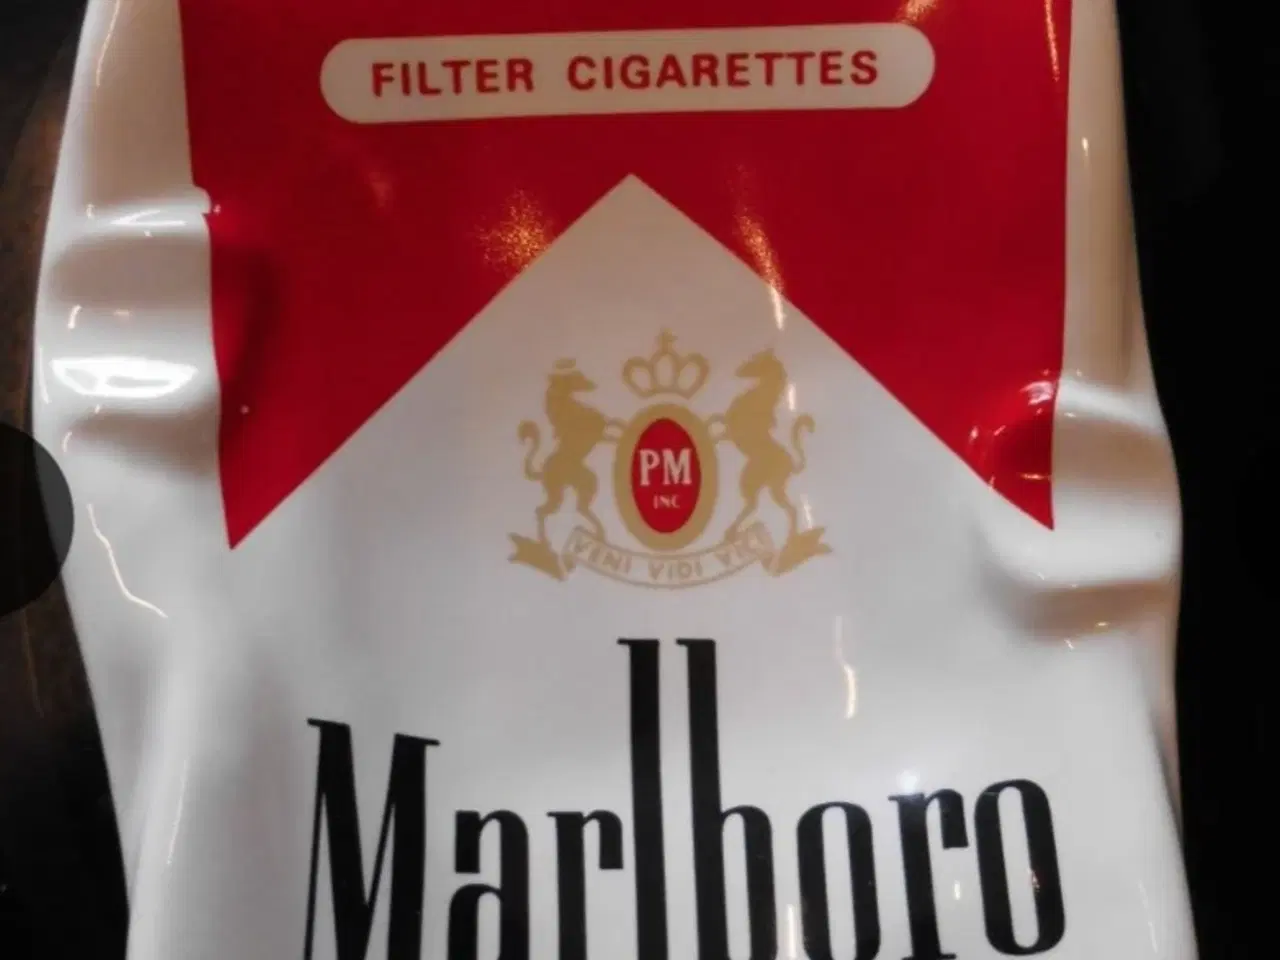 FILTER CIGARETTES
PM
INC
VENI VIDI VICI
Marlboro